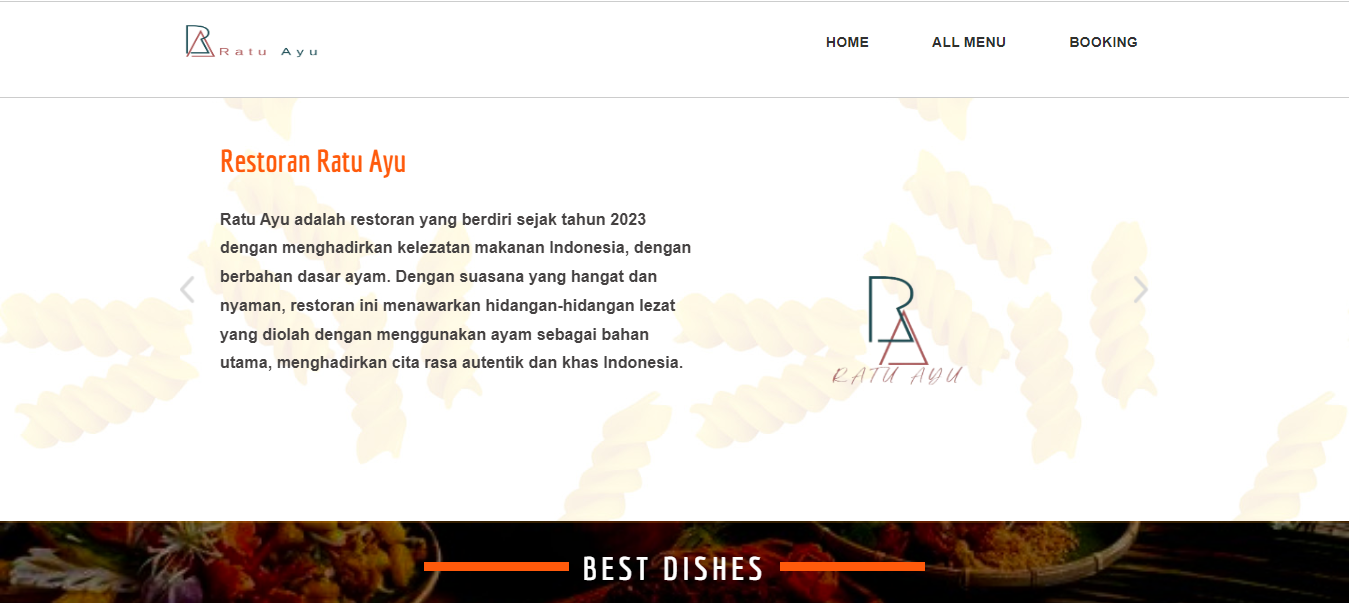 Ratu Ayu
HOME ALL MENU BOOKING
Restoran Ratu Ayu
Ratu Ayu adalah restoran yang berdiri sejak tahun 2023
dengan menghadirkan kelezatan makanan Indonesia, dengan
berbahan dasar ayam. Dengan suasana yang hangat dan
nyaman, restoran ini menawarkan hidangan-hidangan lezat
yang diolah dengan menggunakan ayam sebagai bahan
utama, menghadirkan cita rasa autentik dan khas Indonesia.
RA
RATU AYU
BEST DISHES